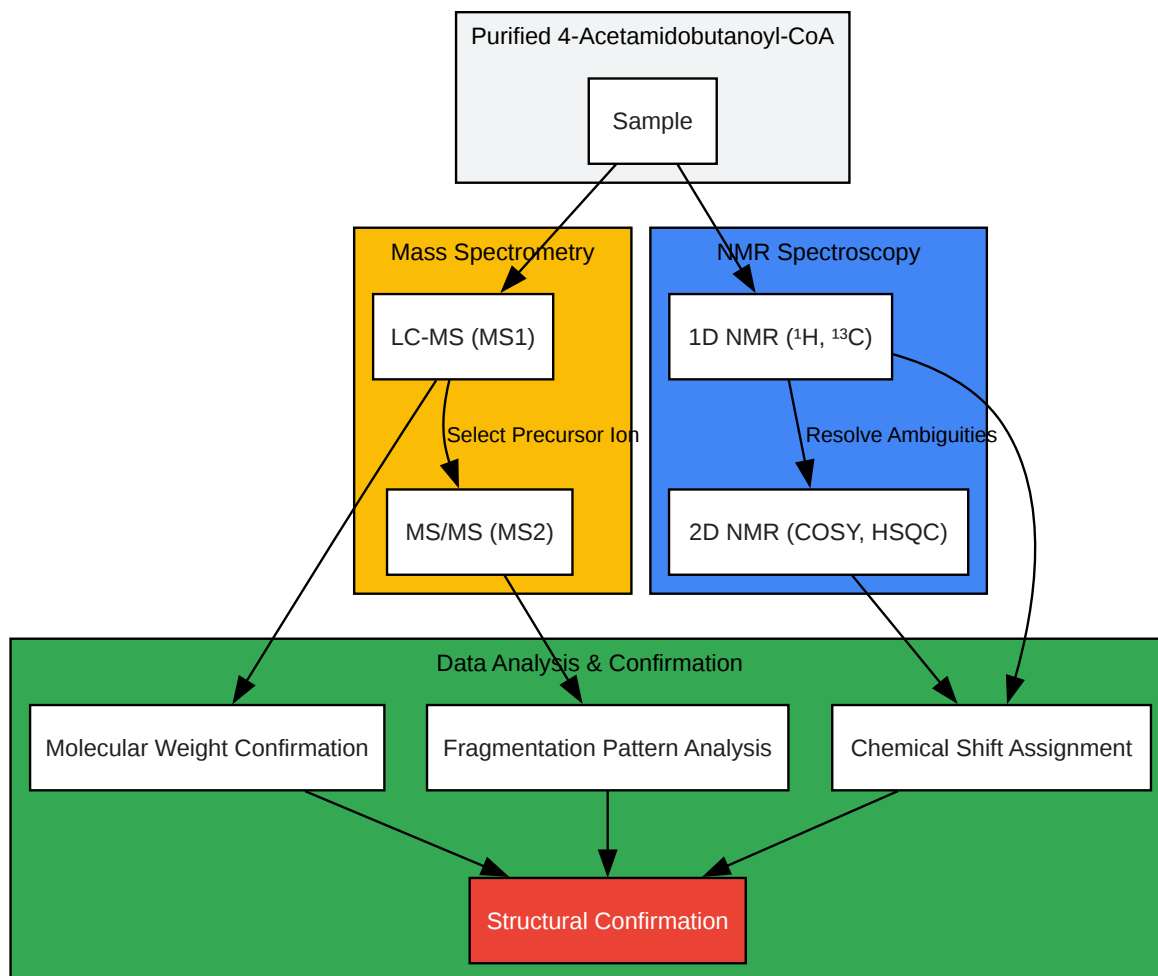 Purified 4-Acetamidobutanoyl-CoA
Sample
Mass Spectrometry
NMR Spectroscopy
LC-MS (MS1)
1D NMR (¹H, ¹³C)
Select Precursor Ion
Resolve Ambiguities
MS/MS (MS2)
2D NMR (COSY, HSQC)
Data Analysis & Confirmation
Molecular Weight Confirmation
Fragmentation Pattern Analysis
Chemical Shift Assignment
Structural Confirmation